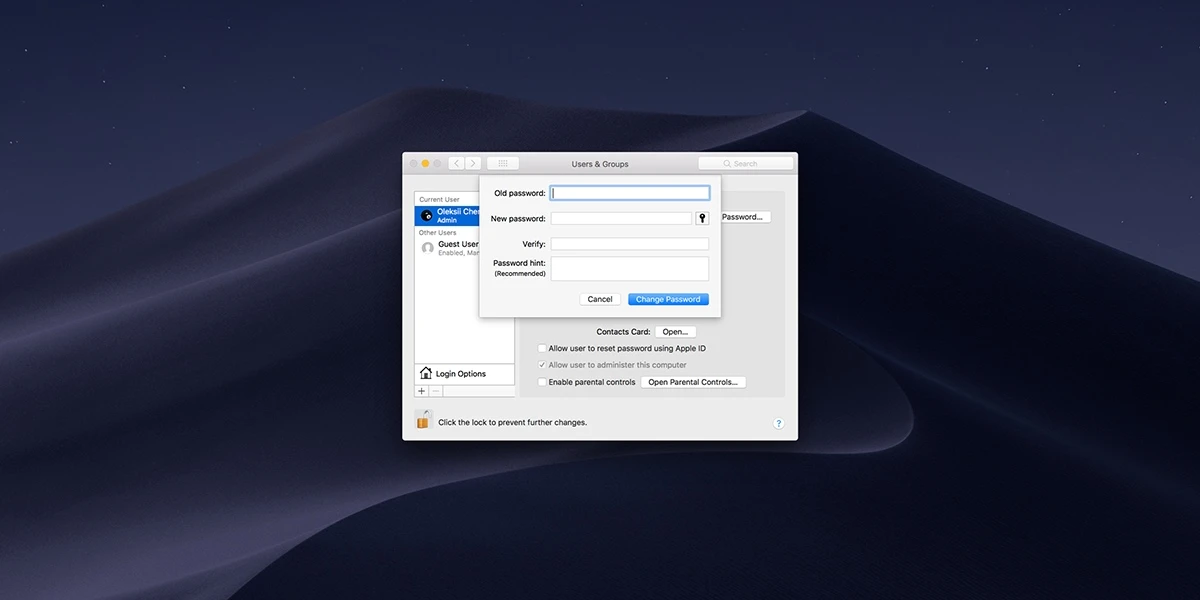 Users & Groups
Search
Current User
Oleksii Che
Admin
Other Users
Guest User
Enabled, Man
Login Options
Old password:
New password:
Verify:
Password hint:
(Recommended)
Cancel
Change Password
Password...
Contacts Card:
Open...
Allow user to reset password using Apple ID
Allow user to administer this computer
Enable parental controls
Open Parental Controls...
Click the lock to prevent further changes.
?